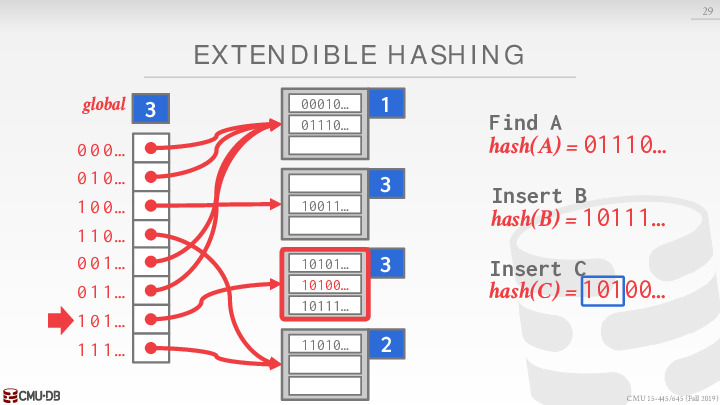 29
EXTENDIBLE HASHING
global 3
000…
010…
100…
110…
001…
011…
101…
111…
1
00010…
01110…
3
10011…
3
10101…
10100…
10111…
2
11010…
Find A
hash(A) = 01110…
Insert B
hash(B) = 10111…
Insert C
hash(C) = 10100…
CMU·DB
CMU 15-445/645 (Fall 2019)